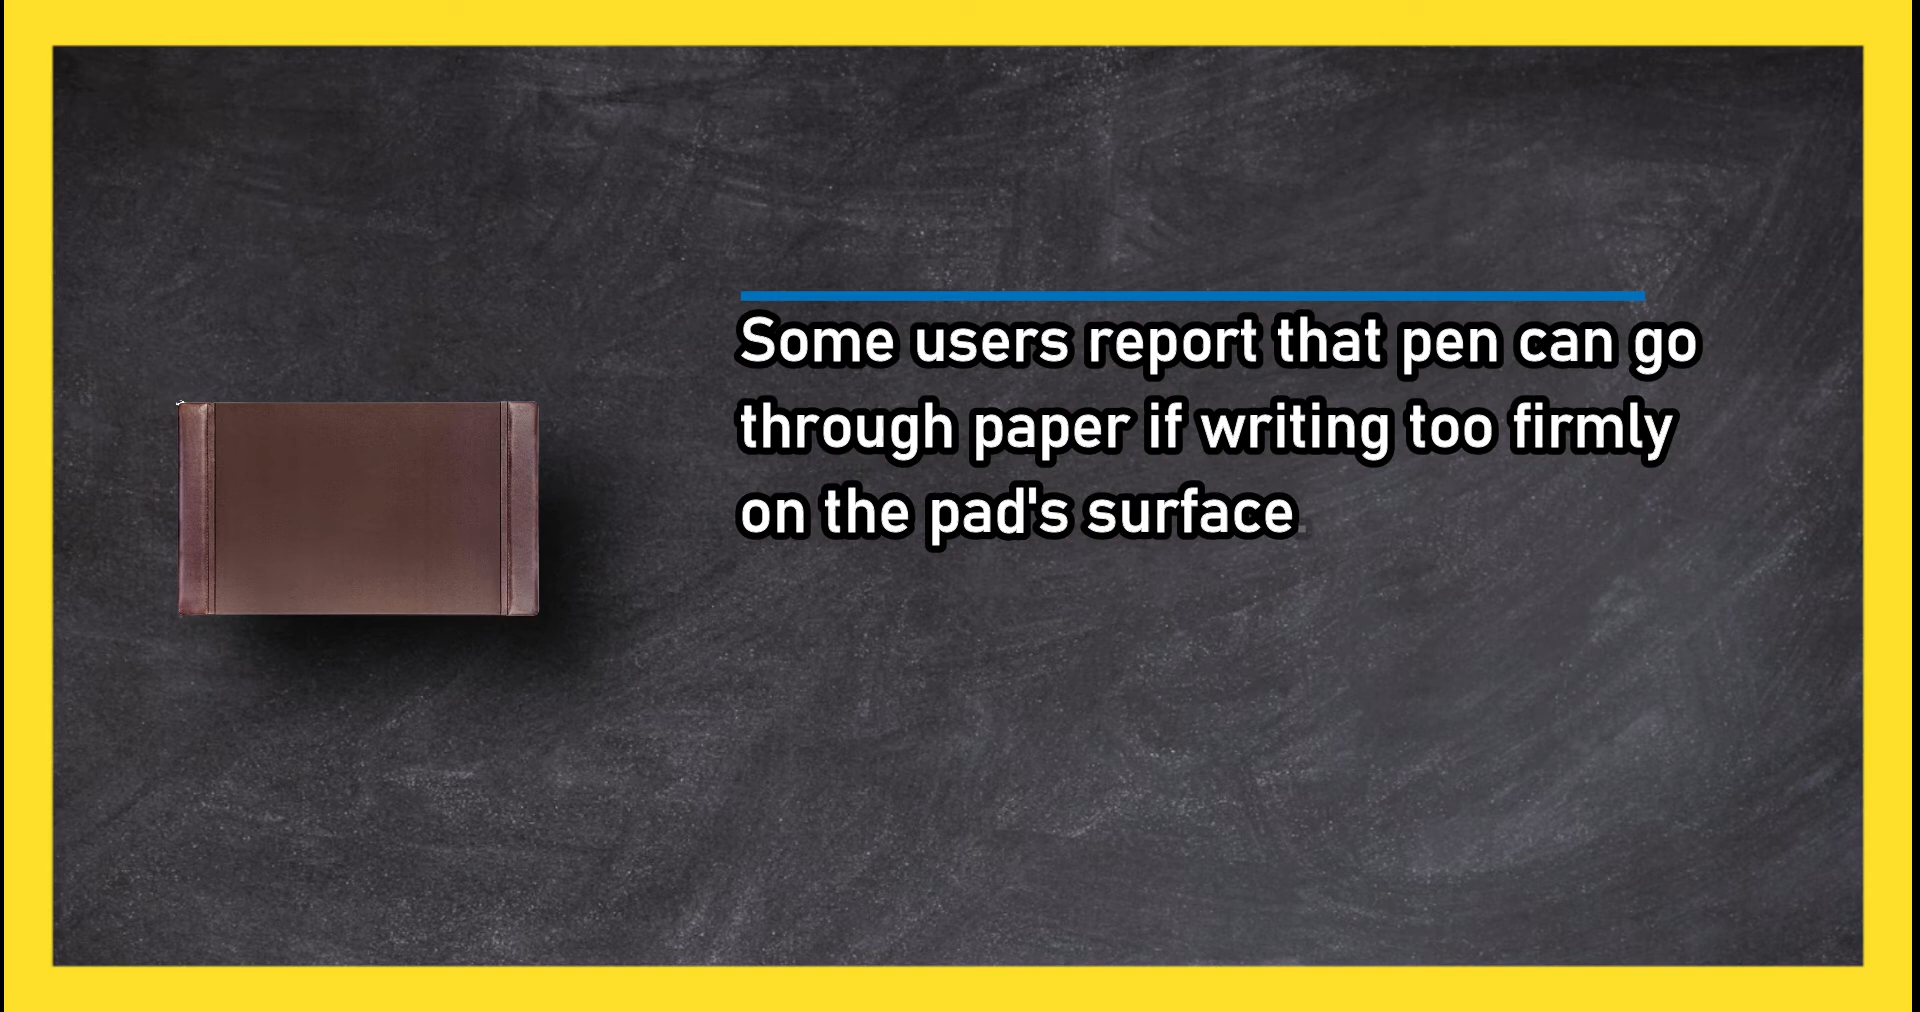 Some users report that pen can go
through paper if writing too firmly
on the pad's surface.